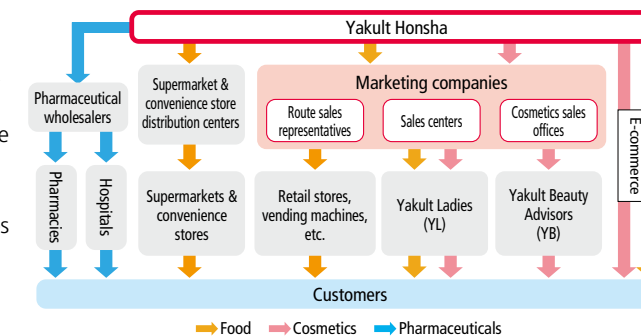 Yakult Honsha
Pharmaceutical
wholesalers
Supermarket &
convenience store
distribution centers
Marketing companies
Route sales
representatives
Sales centers
Cosmetics sales
offices
E-commerce
e
s
Pharmacies
Hospitals
Supermarkets &
convenience
stores
Retail stores,
vending machines,
etc.
Yakult Ladies
(YL)
Yakult Beauty
Advisors
(YB)
Customers
Food Cosmetics Pharmaceuticals